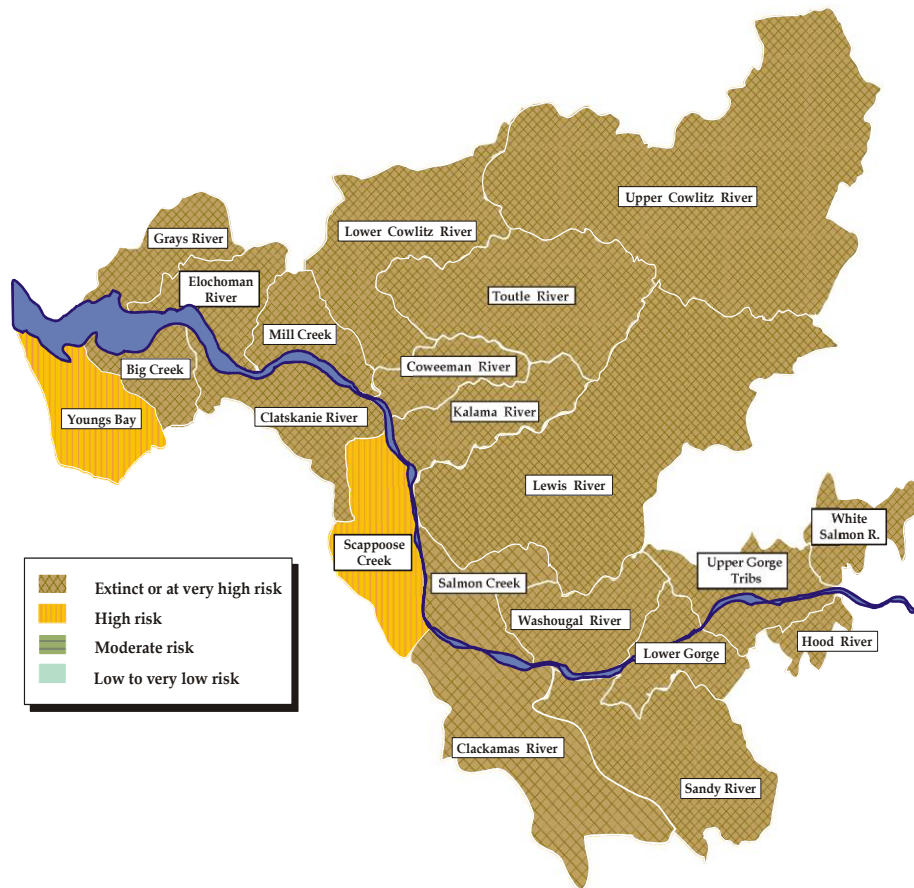 Upper Cowlitz River
Lower Cowlitz River
Grays River
Elochoman
River
Toutle River
Mill Creek
Coweeman River
Big Creek
Kalama River
Youngs Bay
Clatskanie River
Lewis River
White
Salmon R.
Scappoose
Creek
Upper Gorge
Tribs
Salmon Creek
Washougal River
Hood River
Lower Gorge
Clackamas River
Sandy River
Extinct or at very high risk
High risk
Moderate risk
Low to very low risk